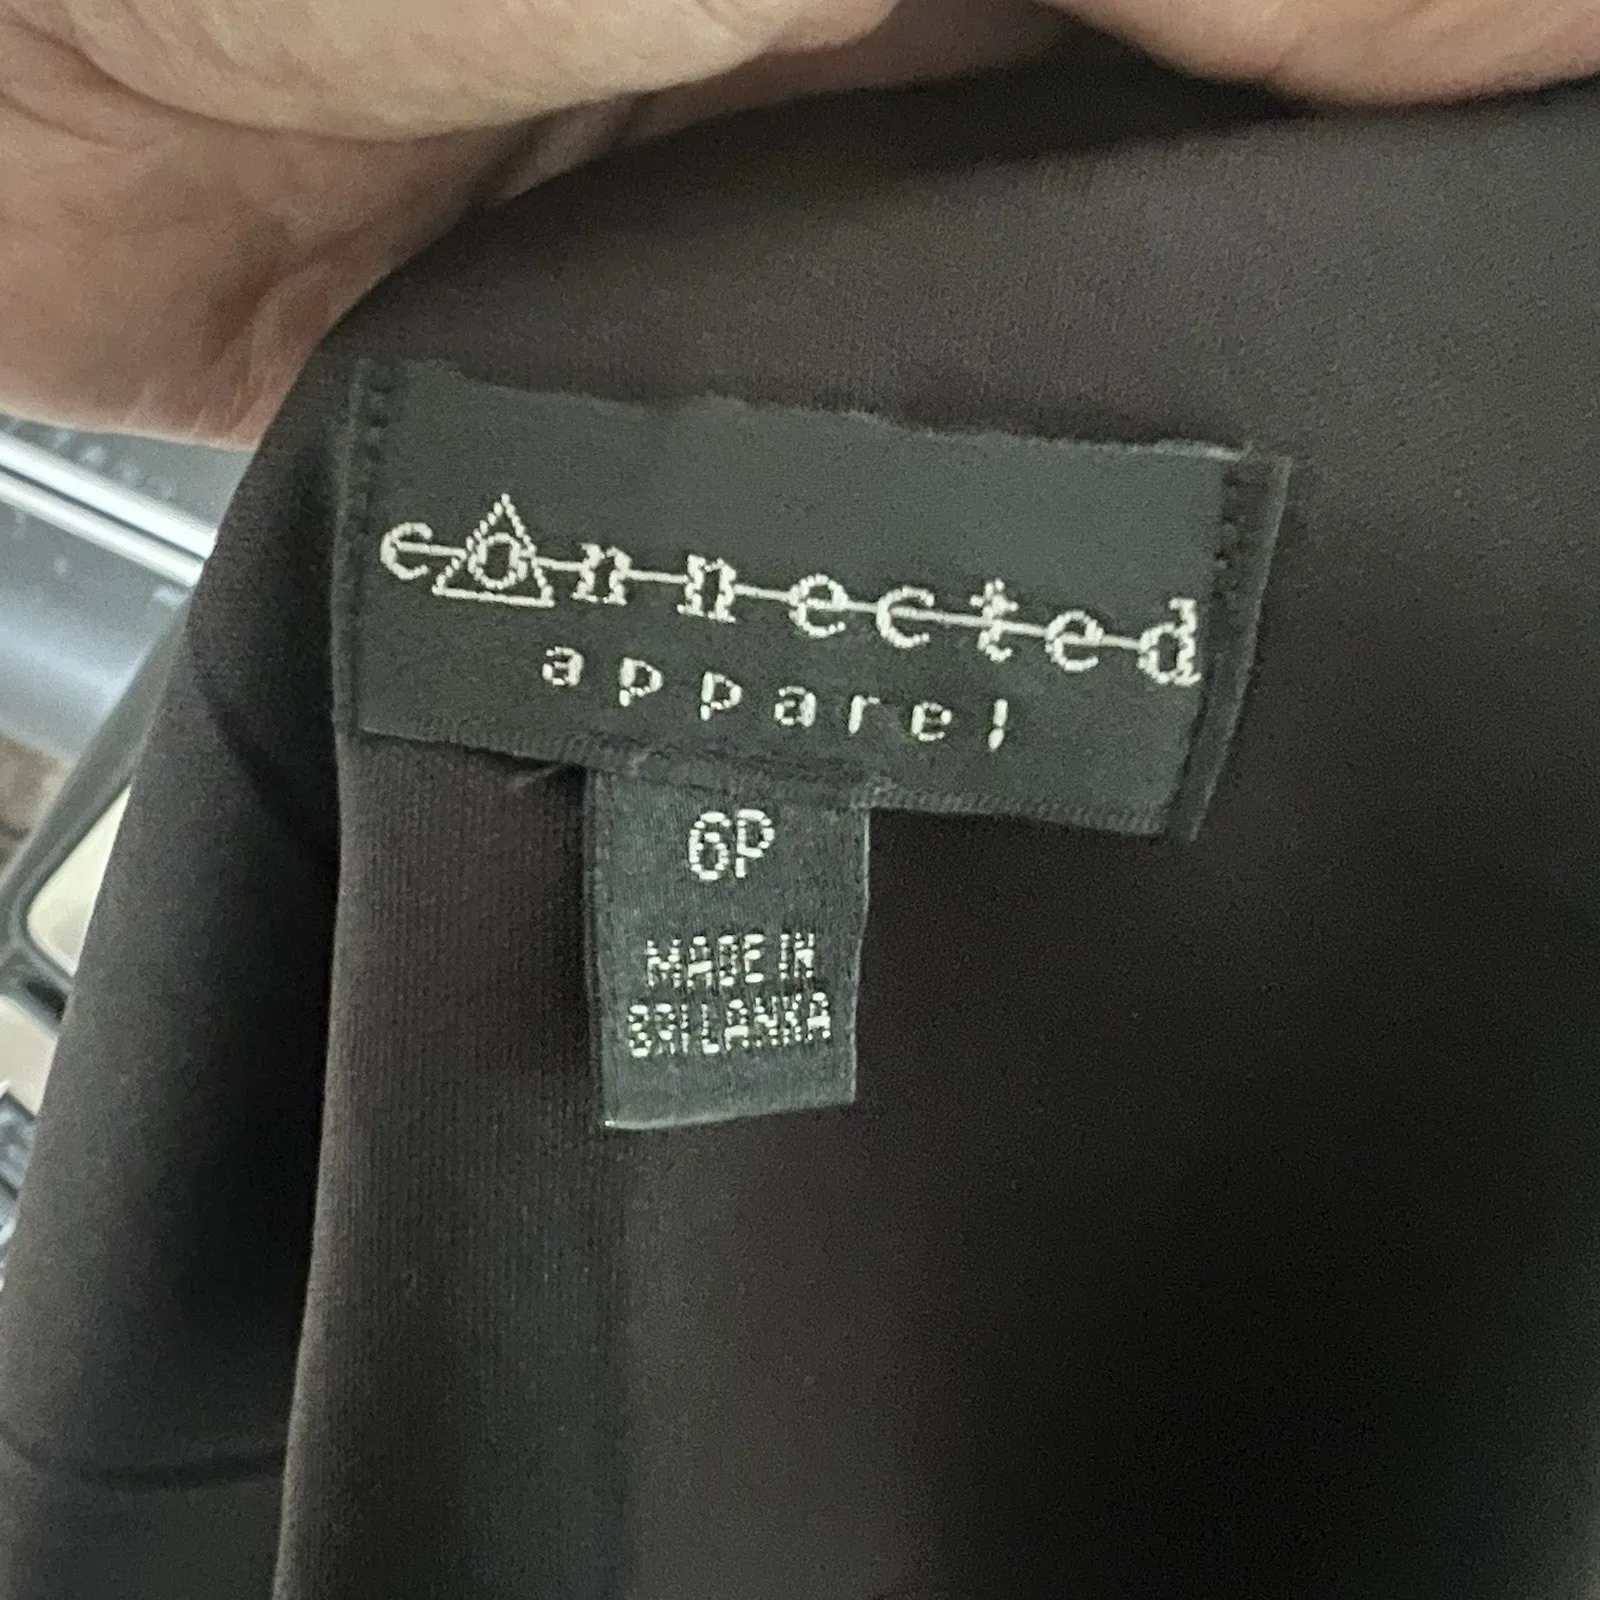 connected
apparel
6P
MADE IN
SRI LANKA